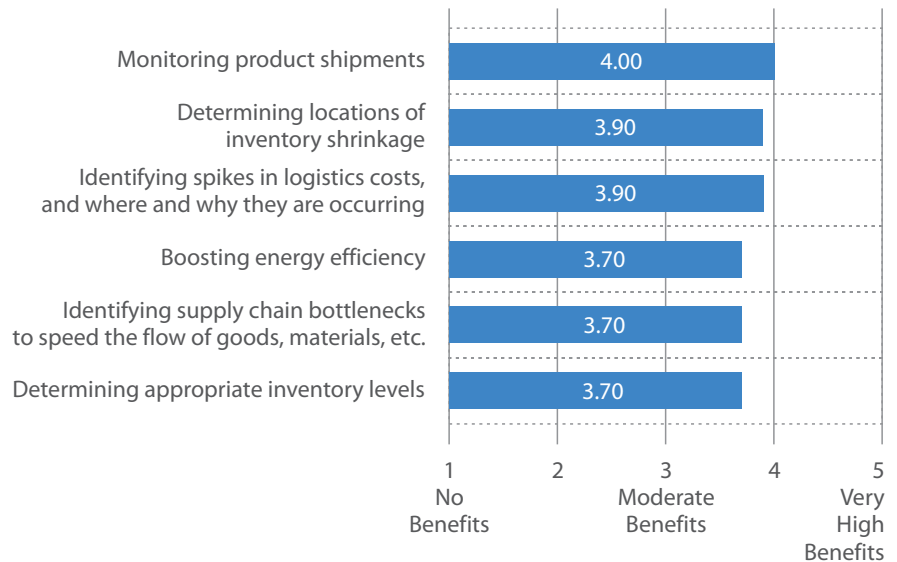 Monitoring product shipments
4.00
Determining locations of
inventory shrinkage
3.90
Identifying spikes in logistics costs,
and where and why they are occurring
3.90
Boosting energy efficiency
3.70
Identifying supply chain bottlenecks
to speed the flow of goods, materials, etc.
3.70
Determining appropriate inventory levels
3.70
1 2 3 4 5
No Moderate Very
Benefits Benefits High
Benefits